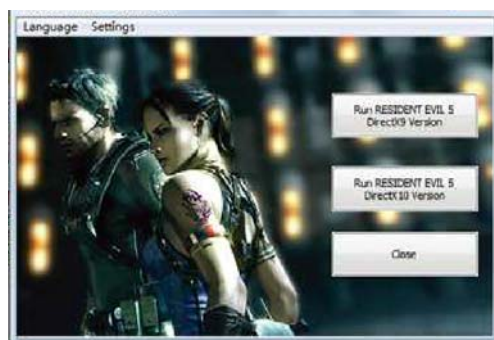 Language Settings
Run RESIDENT EVIL 5
DirectX9 Version
Run RESIDENT EVIL 5
DirectX10 Version
Close